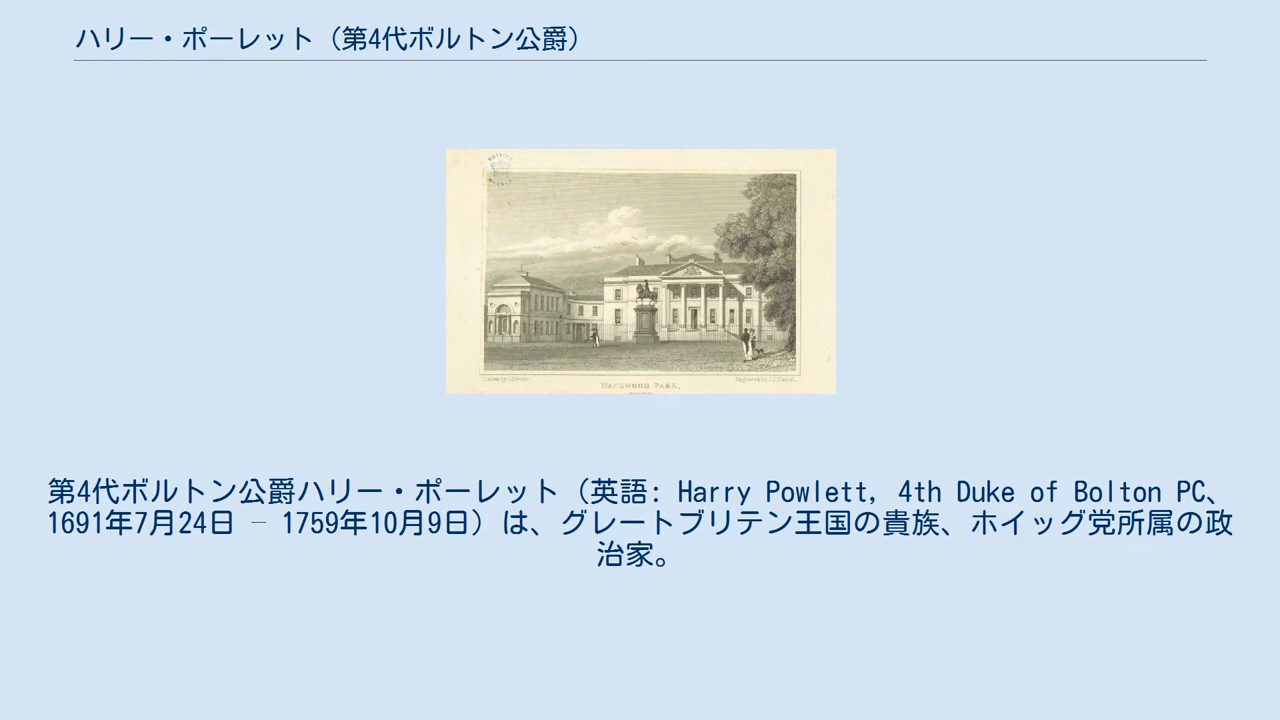 ハリー・ポーレット（第4代ボルトン公爵）
HACKWOOD PARK,
第4代ボルトン公爵ハリー・ポーレット（英語: Harry Powlett, 4th Duke of Bolton PC、
1691年7月24日 – 1759年10月9日）は、グレートブリテン王国の貴族、ホイッグ党所属の政
治家。